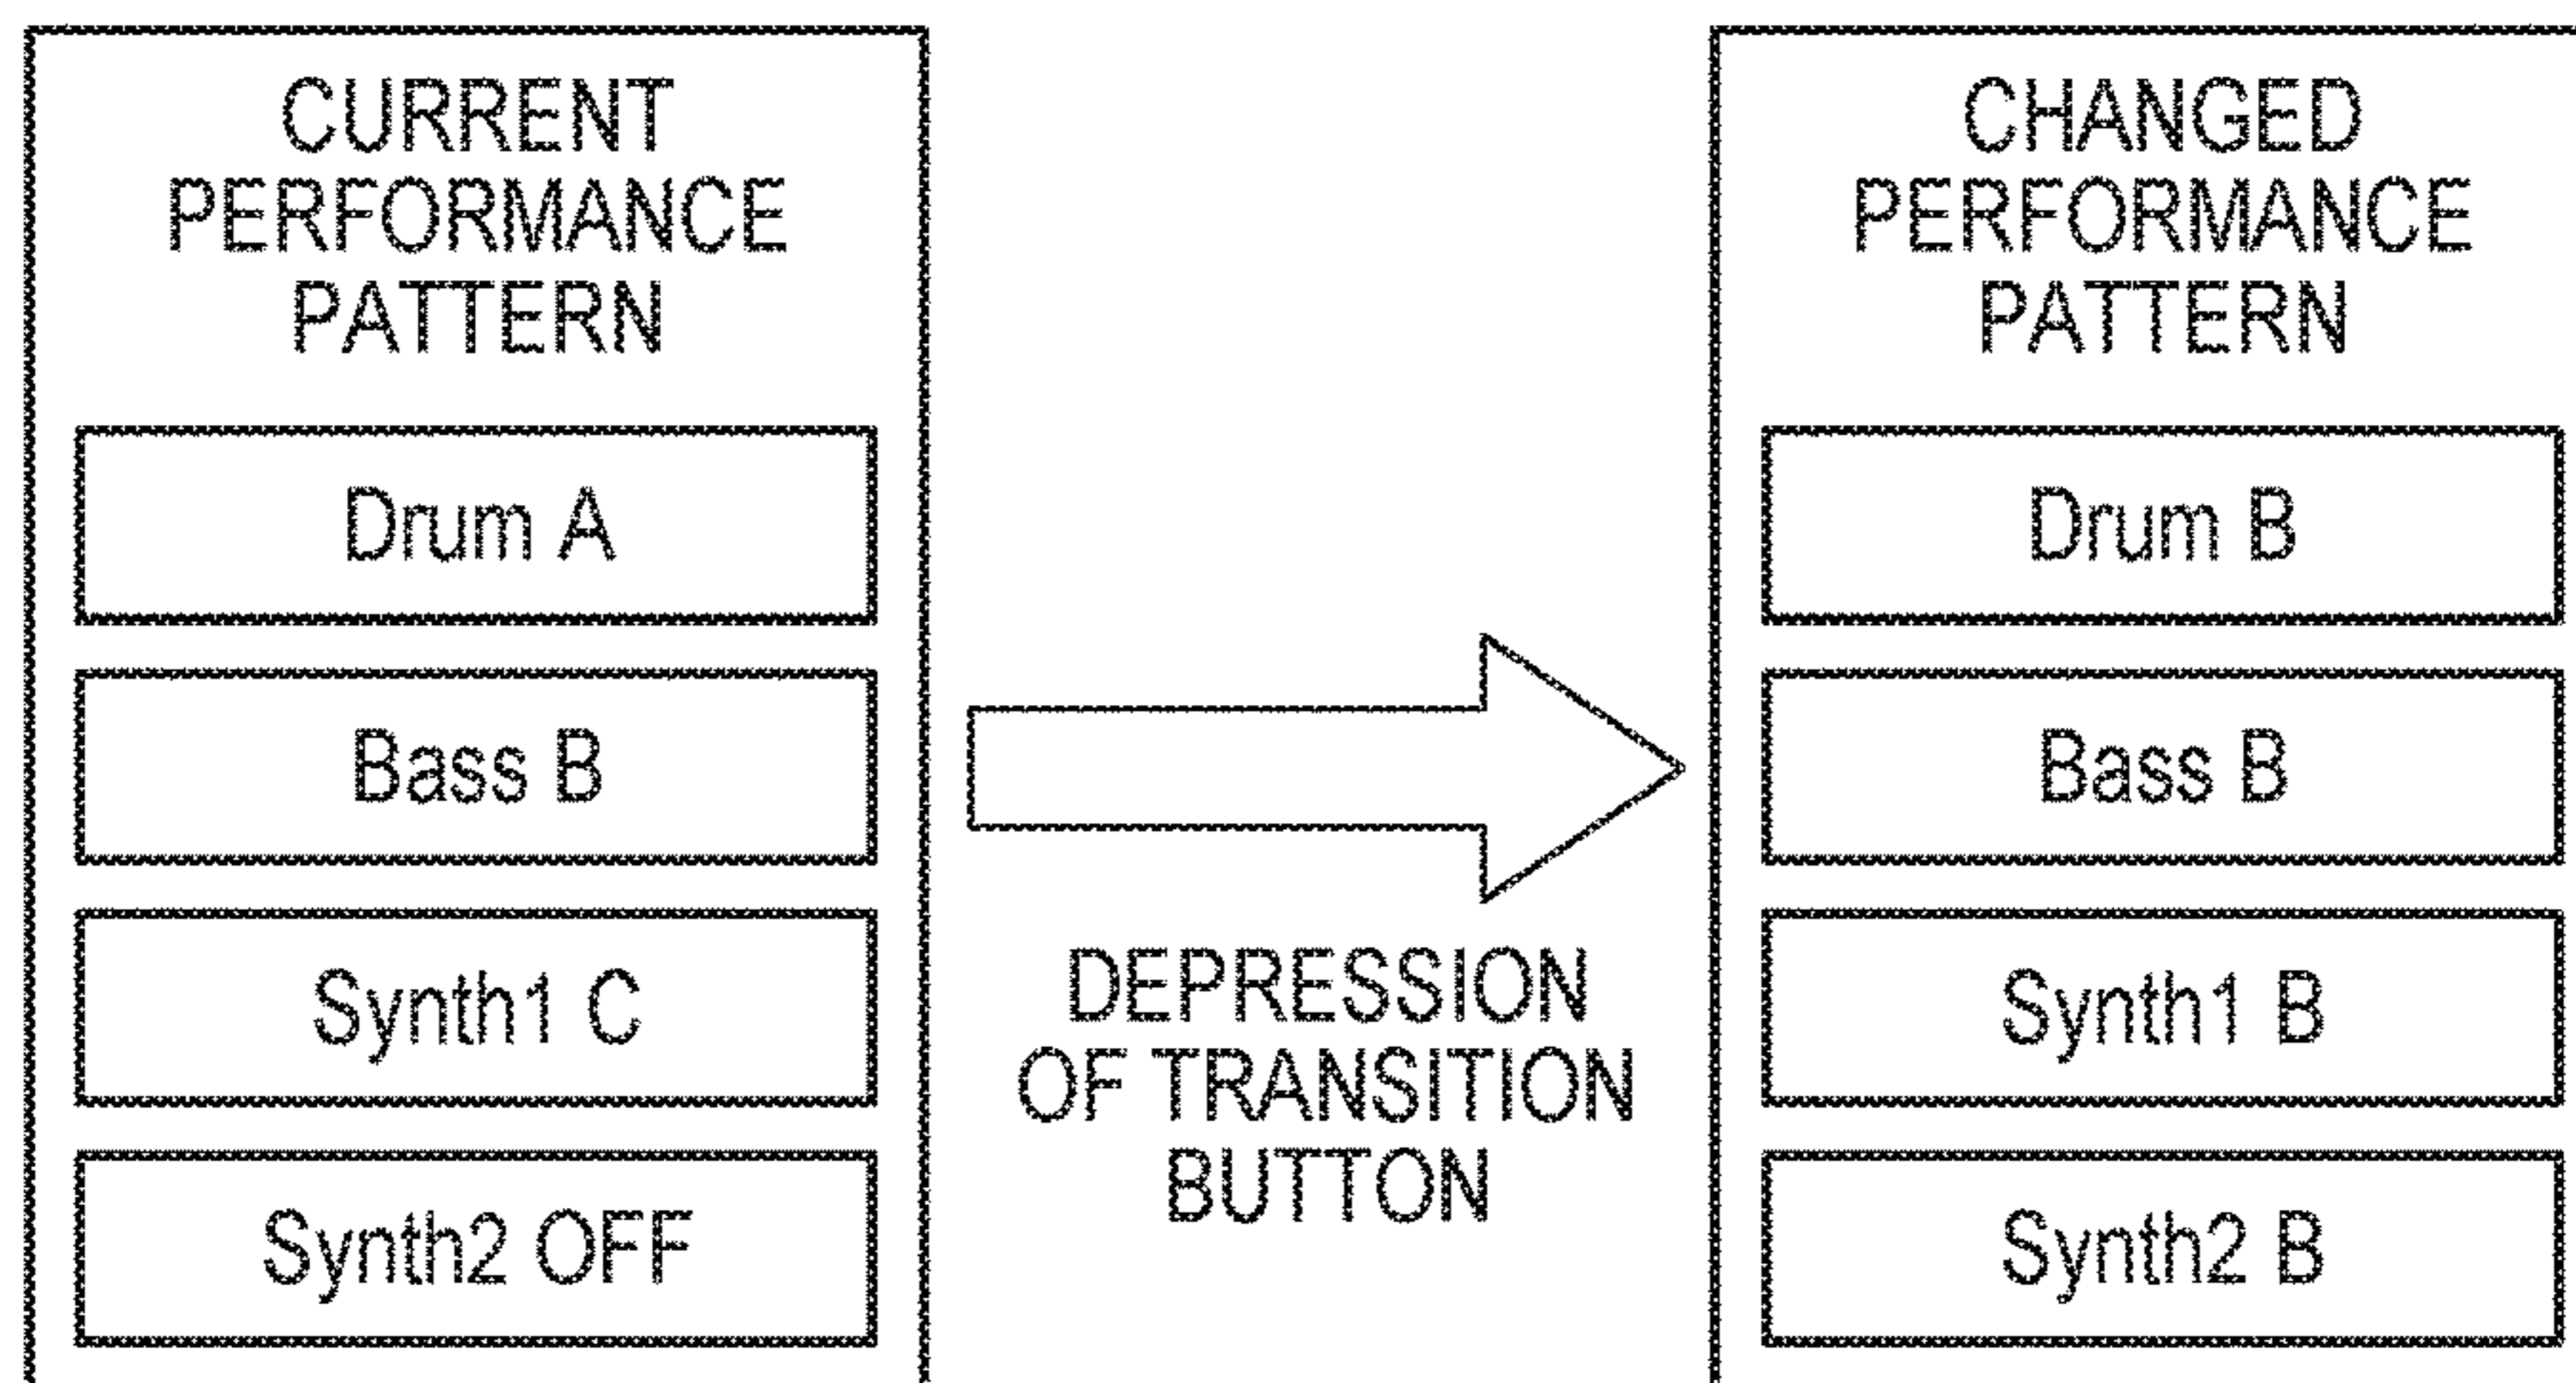 CURRENT
PERFORMANCE
PATTERN
Drum A
Bass B
Synth1 C
Synth2 OFF
DEPRESSION
OF TRANSITION
BUTTON
CHANGED
PERFORMANCE
PATTERN
Drum B
Bass B
Synth1 B
Synth2 B